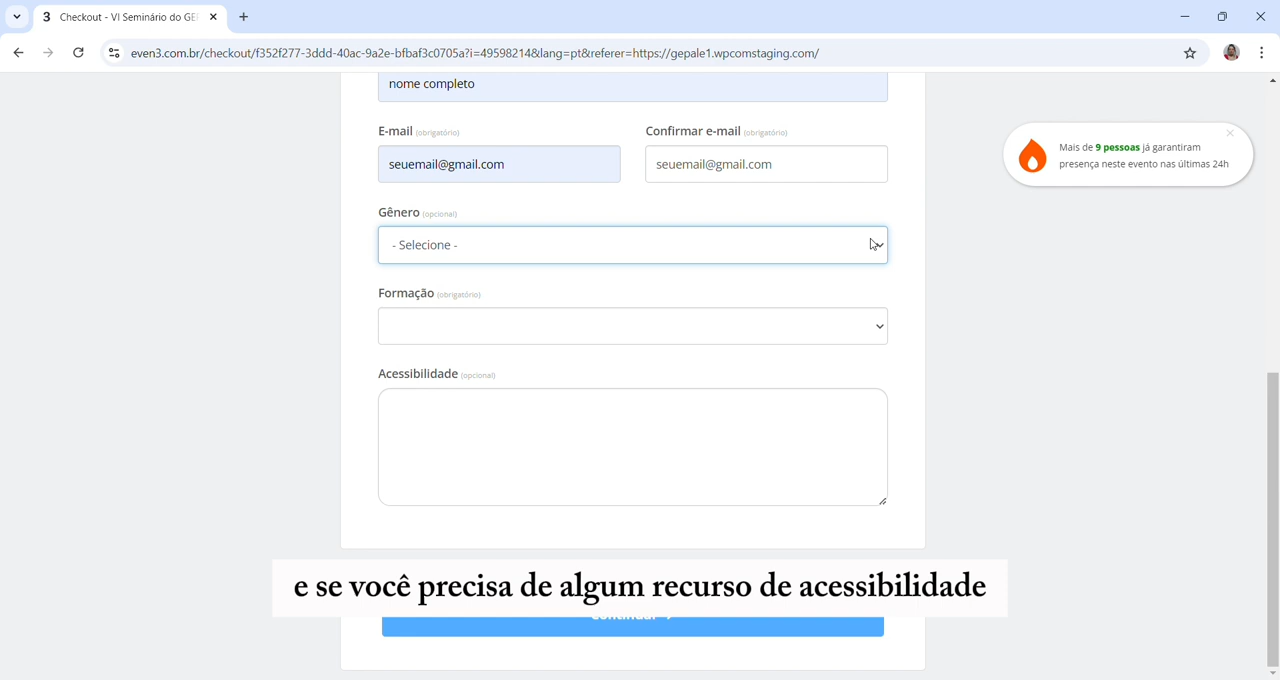 3 Checkout - VI Seminário do GE
even3.com.br/checkout/f352f277-3ddd-40ac-9a2e-bfbaf3c0705a?i=49598214&lang=pt&referer=https://gepale1.wpcomstaging.com/
nome completo
E-mail (obrigatório)
Confirmar e-mail (obrigatório)
seuemail@gmail.com
seuemail@gmail.com
Mais de 9 pessoas já garantiram
presença neste evento nas últimas 24h
Gênero (opcional)
- Selecione -
Formação (obrigatório)
Acessibilidade (opcional)
e se você precisa de algum recurso de acessibilidade
Continuar